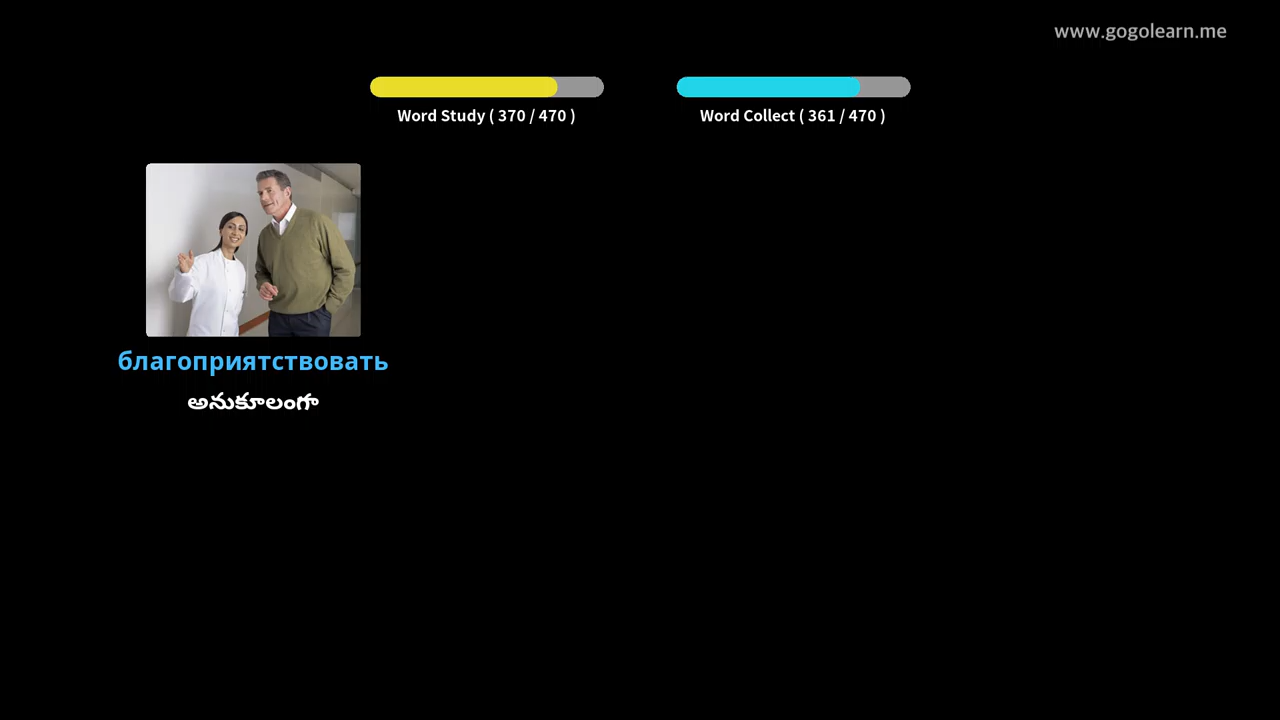 www.gogolearn.me
Word Study ( 370 / 470 )
Word Collect ( 361 / 470 )
благоприятствовать
అనుకూలంగా